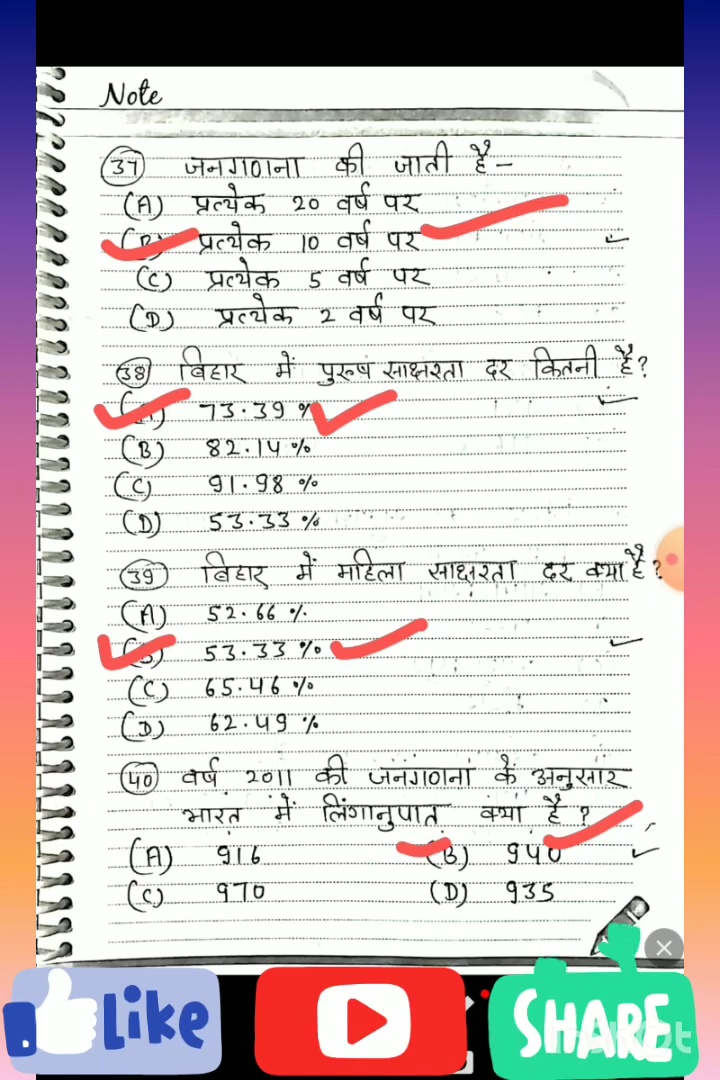 Note
(37) जनगणना की जाती है -
(A) प्रत्येक 20 वर्ष पर
(B) प्रत्येक 10 वर्ष पर
(C) प्रत्येक 5 वर्ष पर
(D) प्रत्येक 2 वर्ष पर
(38) बिहार में पुरुष साक्षरता दर कितनी है?
(A) 73.39 %
(B) 82.14 %
(C) 91.98 %
(D) 53.33 %
(39) बिहार में महिला साक्षरता दर क्या है?
(A) 52.66 %
(B) 53.33 %
(C) 65.46 %
(D) 62.49 %
(40) वर्ष 2011 की जनगणना के अनुसार
भारत में लिंगानुपात क्या है?
(A) 916 (B) 940
(C) 970 (D) 935
Like SHARE